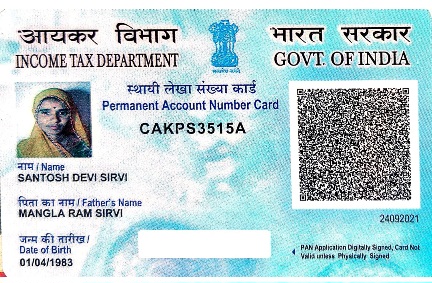 आयकर विभाग
INCOME TAX DEPARTMENT
भारत सरकार
GOVT. OF INDIA
स्थायी लेखा संख्या कार्ड
Permanent Account Number Card
CAKPS3515A
नाम / Name
SANTOSH DEVI SIRVI
पिता का नाम / Father's Name
MANGLA RAM SIRVI
24092021
जन्म की तारीख /
Date of Birth
01/04/1983
PAN Application Digitally Signed, Card Not
Valid unless Physically Signed